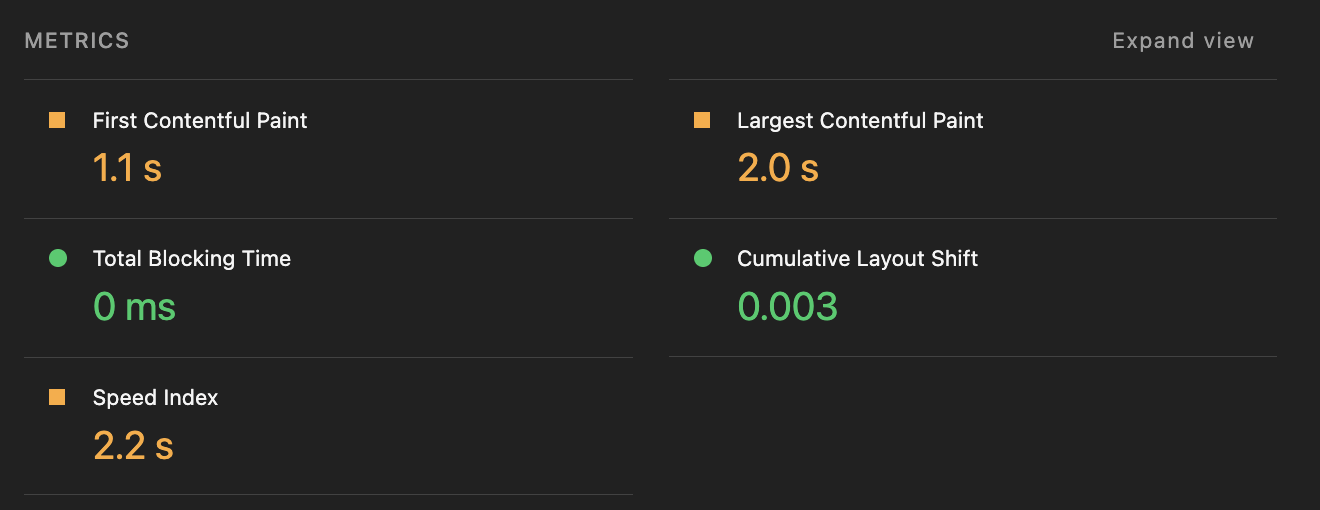 METRICS
Expand view
First Contentful Paint
1.1 s
Largest Contentful Paint
2.0 s
Total Blocking Time
0 ms
Cumulative Layout Shift
0.003
Speed Index
2.2 s